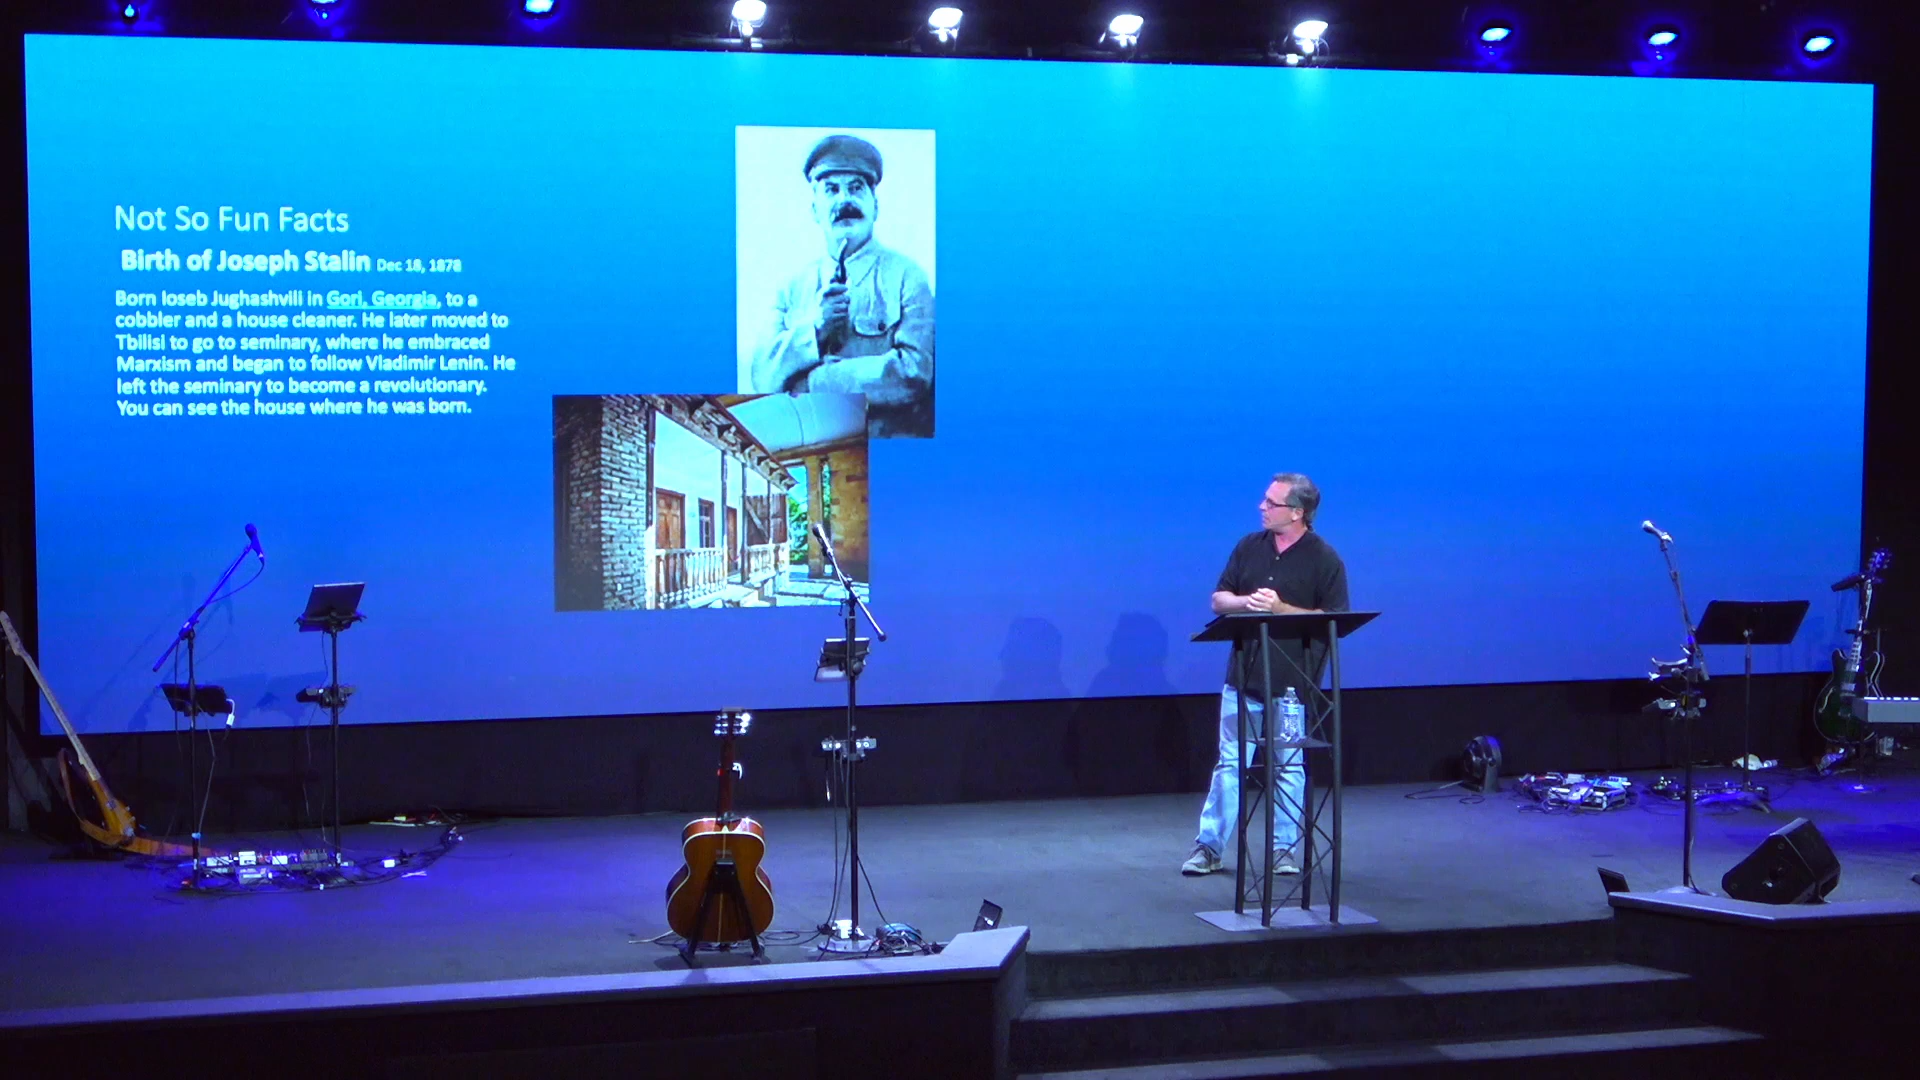 Not So Fun Facts
Birth of Joseph Stalin Dec 18, 1878
Born Ioseb Jughashvili in Gori, Georgia, to a
cobbler and a house cleaner. He later moved to
Tbilisi to go to seminary, where he embraced
Marxism and began to follow Vladimir Lenin. He
left the seminary to become a revolutionary.
You can see the house where he was born.